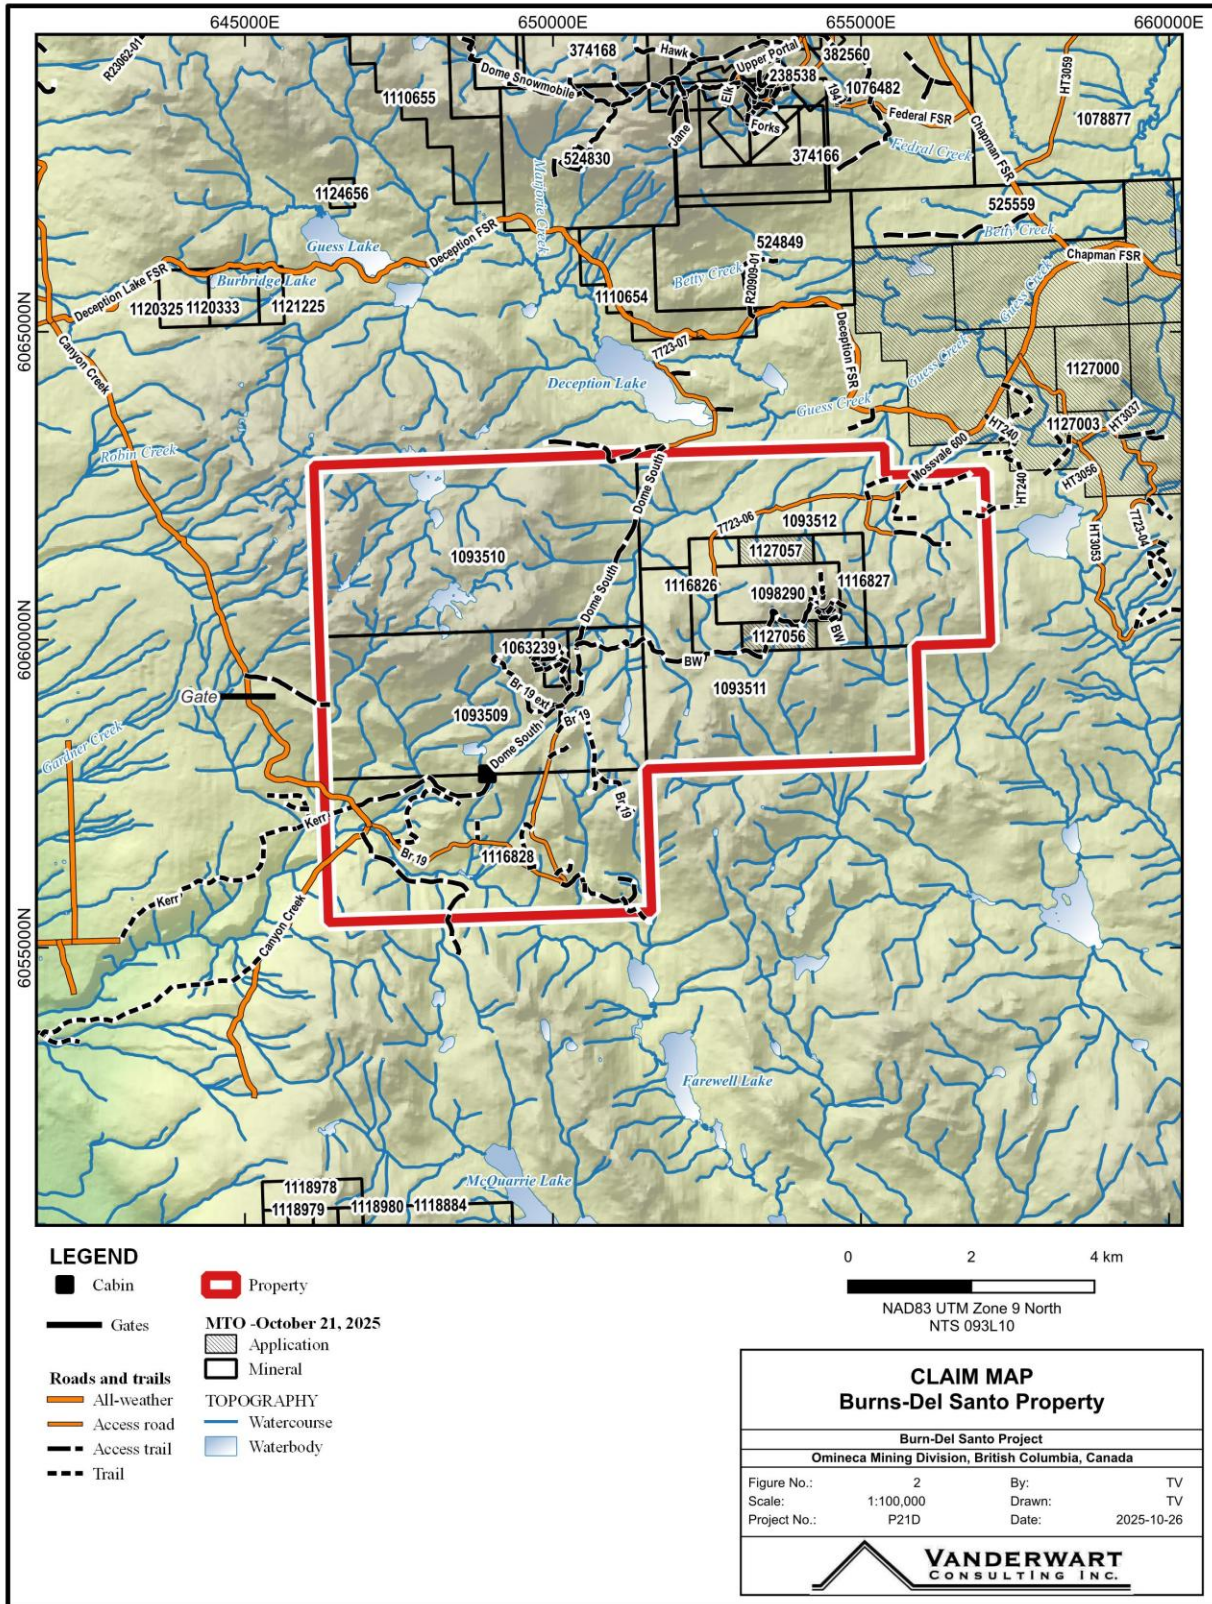 645000E
650000E
655000E
660000E
R23062-01
374168
Hawk
Upper Portal
382560
HT3059
Dome Snowmobile
238538
1110655
Elk
194
1076482
Chapman FSR
1078877
Federal FSR
Forks
Jane
524830
374166
Fedral Creek
Marjorie Creek
1124656
525559
Guess Lake
Betty Creek
Deception FSR
524849
Chapman FSR
Deception Lake FSR
Burbridge Lake
Betty Creek
R20909-01
Guess Creek
1120325
1120333
1121225
1110654
6065000N
Canyon Creek
7723-07
Deception FSR
Guess Creek
1127000
Deception Lake
Guess Creek
HT240
1127003
HT3037
Robin Creek
Mossvale 600
HT3056
Dome South
HT240
7723-06
1093512
HT3053
7723-04
1093510
1127057
1116826
1116827
1098290
Dome South
6060000N
1127056
BW
1063239
BW
Br 19 ext
1093511
Gate
1093509
Br 19
Gardner Creek
Dome South
Br.19
Kerr
Br.19
1116828
Kerr
Canyon Creek
6055000N
Farewell Lake
McQuarrie Lake
1118978
1118979
1118980
1118884
LEGEND
Cabin
Property
Gates
MTO -October 21, 2025
Application
Mineral
Roads and trails
All-weather
Access road
Access trail
Trail
TOPOGRAPHY
Watercourse
Waterbody
0 2 4 km
NAD83 UTM Zone 9 North
NTS 093L10
CLAIM MAP
Burns-Del Santo Property
Burn-Del Santo Project
Omineca Mining Division, British Columbia, Canada
Figure No.: 2 By: TV
Scale: 1:100,000 Drawn: TV
Project No.: P21D Date: 2025-10-26
VANDERWART
CONSULTING INC.